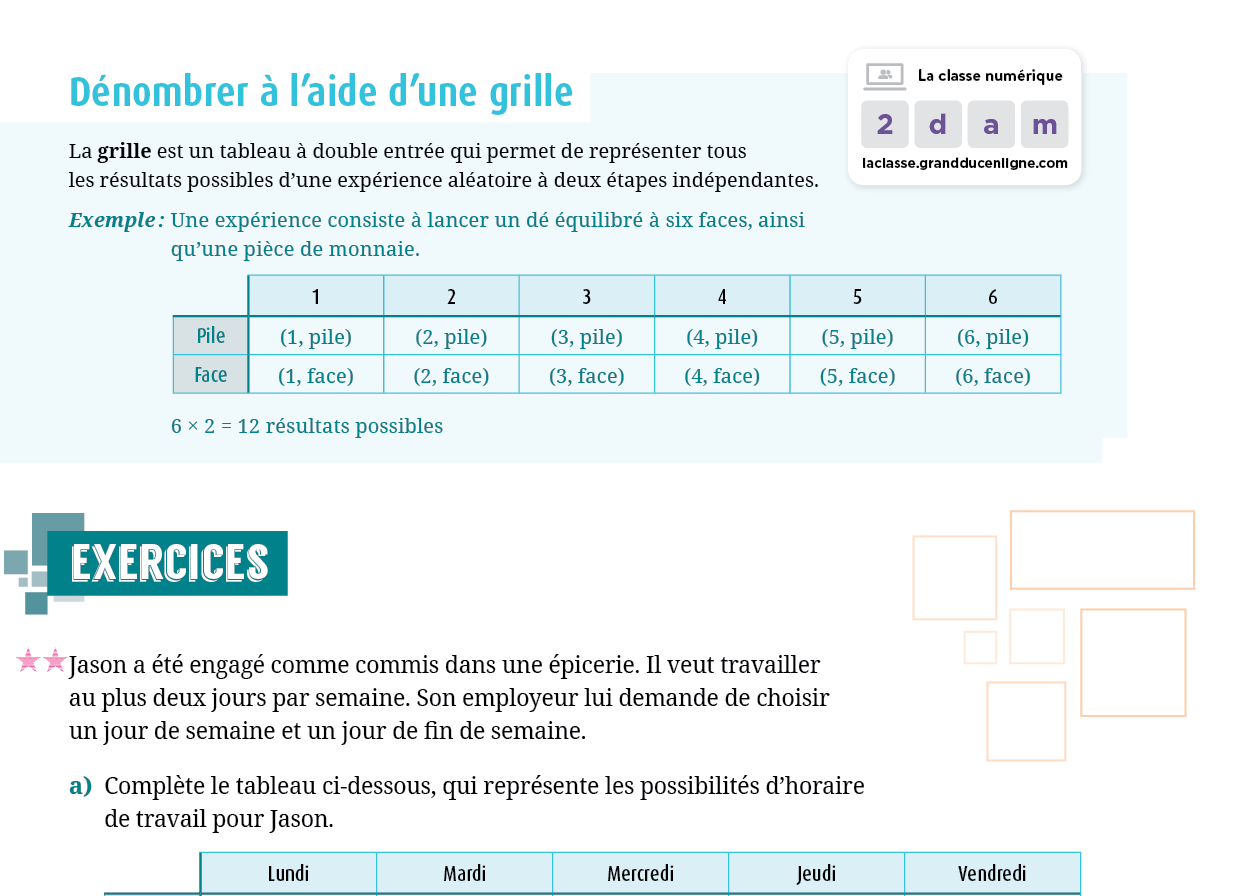 Dénombrer à l’aide d’une grille
La classe numérique
2 d a m
laclasse.grandducenligne.com
La grille est un tableau à double entrée qui permet de représenter tous
les résultats possibles d’une expérience aléatoire à deux étapes indépendantes.
Exemple : Une expérience consiste à lancer un dé équilibré à six faces, ainsi
qu’une pièce de monnaie.
1 2 3 4 5 6
Pile (1, pile) (2, pile) (3, pile) (4, pile) (5, pile) (6, pile)
Face (1, face) (2, face) (3, face) (4, face) (5, face) (6, face)
6 × 2 = 12 résultats possibles
EXERCICES
Jason a été engagé comme commis dans une épicerie. Il veut travailler
au plus deux jours par semaine. Son employeur lui demande de choisir
un jour de semaine et un jour de fin de semaine.
a) Complète le tableau ci-dessous, qui représente les possibilités d’horaire
de travail pour Jason.
Lundi Mardi Mercredi Jeudi Vendredi